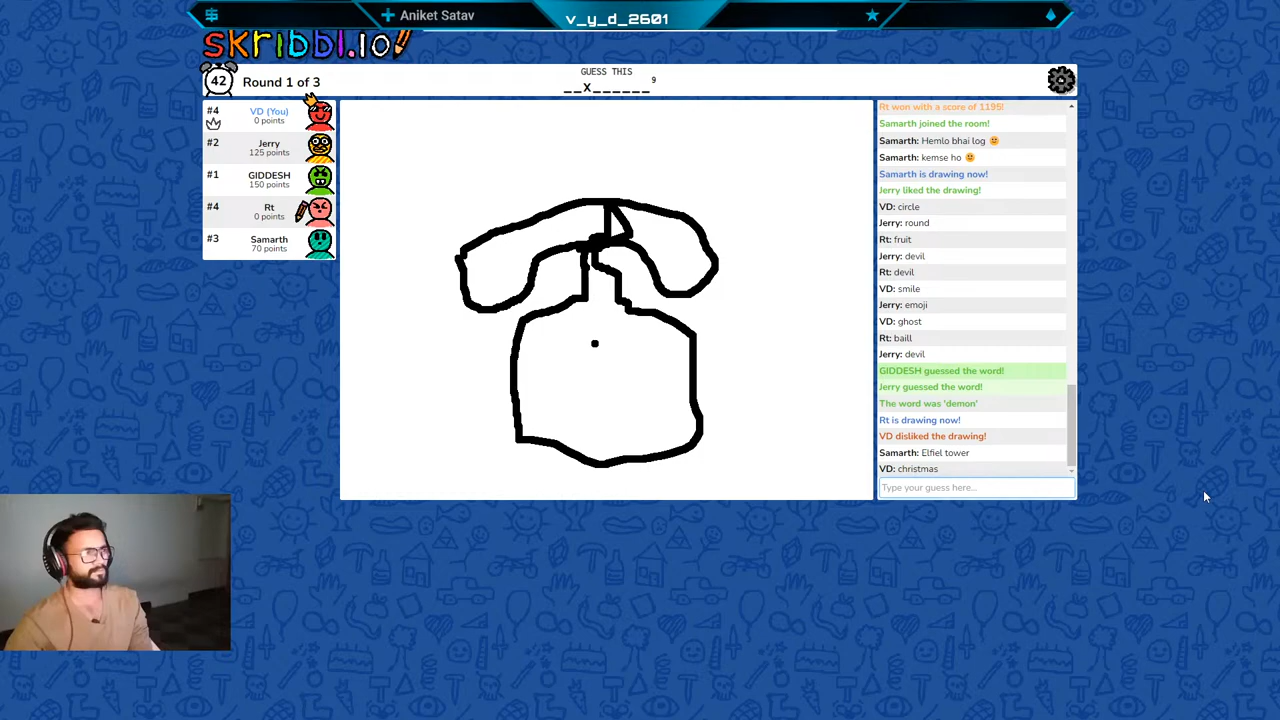 Aniket Satav
v_y_d_2601
skribbl.io
42
Round 1 of 3
GUESS THIS
__x______ 9
#4 VD (You)
0 points
#2 Jerry
125 points
#1 GIDDESH
150 points
#4 Rt
0 points
#3 Samarth
70 points
Rt won with a score of 1195!
Samarth joined the room!
Samarth: Hemlo bhai log
Samarth: kemse ho
Samarth is drawing now!
Jerry liked the drawing!
VD: circle
Jerry: round
Rt: fruit
Jerry: devil
Rt: devil
VD: smile
Jerry: emoji
VD: ghost
Rt: baill
Jerry: devil
GIDDESH guessed the word!
Jerry guessed the word!
The word was 'demon'
Rt is drawing now!
VD disliked the drawing!
Samarth: Elfiel tower
VD: christmas
Type your guess here...